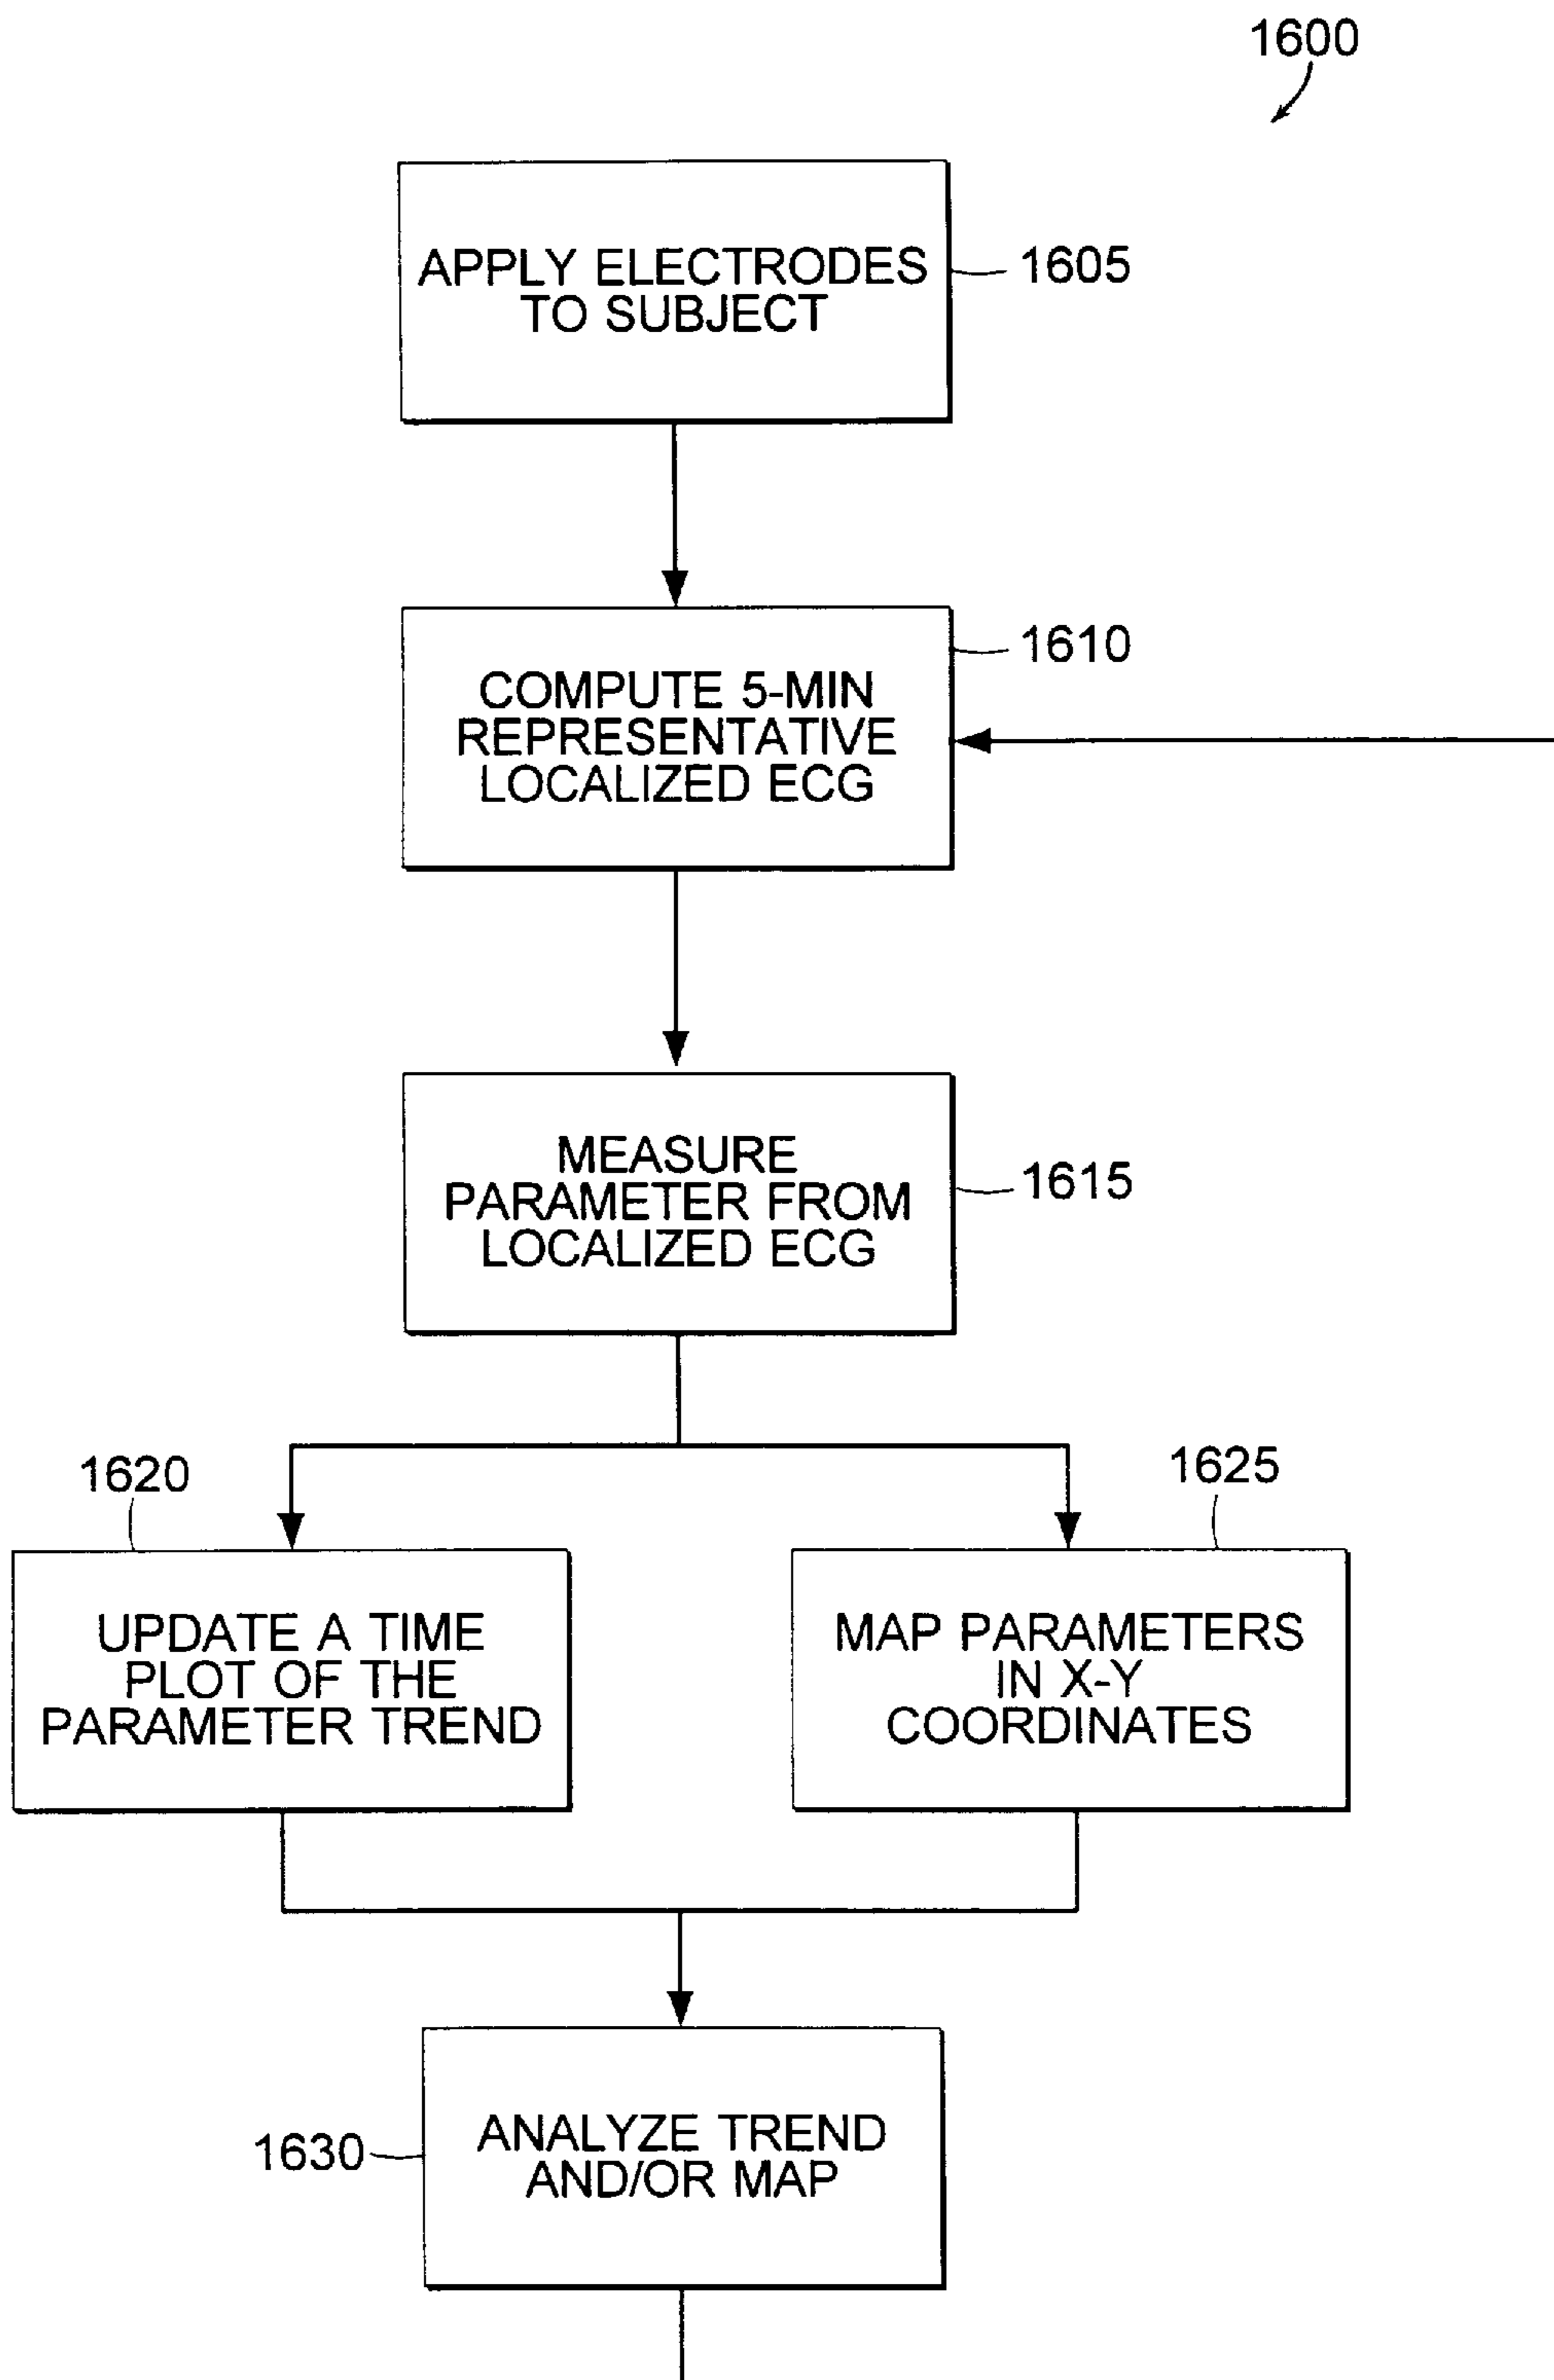 1600
APPLY ELECTRODES
TO SUBJECT
1605
COMPUTE 5-MIN
REPRESENTATIVE
LOCALIZED ECG
1610
MEASURE
PARAMETER FROM
LOCALIZED ECG
1615
1620
UPDATE A TIME
PLOT OF THE
PARAMETER TREND
1625
MAP PARAMETERS
IN X-Y
COORDINATES
1630
ANALYZE TREND
AND/OR MAP